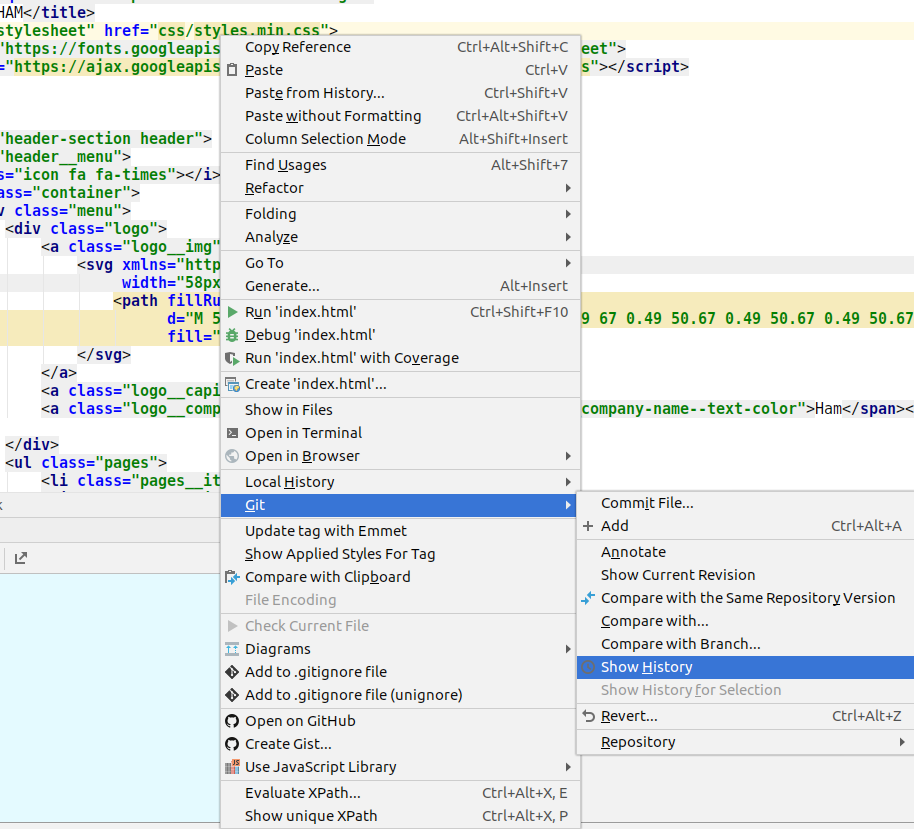 HAM</title>
stylesheet" href="css/styles.min.css">
"https://fonts.googleapis
eet">
="https://ajax.googleapis
s"></script>
"header-section header">
"header__menu">
s="icon fa fa-times"></i>
ass="container">
v class="menu">
<div class="logo">
<a class="logo__img"
<svg xmlns="http
width="58px
<path fillRu
d="M 5
9 67 0.49 50.67 0.49 50.67 0.49 50.67
fill="
</svg>
</a>
<a class="logo__capi
<a class="logo__comp
company-name--text-color">Ham</span><
</div>
<ul class="pages">
<li class="pages__it
Copy Reference Ctrl+Alt+Shift+C
Paste Ctrl+V
Paste from History... Ctrl+Shift+V
Paste without Formatting Ctrl+Alt+Shift+V
Column Selection Mode Alt+Shift+Insert
Find Usages Alt+Shift+7
Refactor
Folding
Analyze
Go To
Generate... Alt+Insert
Run 'index.html' Ctrl+Shift+F10
Debug 'index.html'
Run 'index.html' with Coverage
Create 'index.html'...
Show in Files
Open in Terminal
Open in Browser
Local History
Git
Update tag with Emmet
Show Applied Styles For Tag
Compare with Clipboard
File Encoding
Check Current File
Diagrams
Add to .gitignore file
Add to .gitignore file (unignore)
Open on GitHub
Create Gist...
Use JavaScript Library
Evaluate XPath... Ctrl+Alt+X, E
Show unique XPath Ctrl+Alt+X, P
Commit File...
Add Ctrl+Alt+A
Annotate
Show Current Revision
Compare with the Same Repository Version
Compare with...
Compare with Branch...
Show History
Show History for Selection
Revert... Ctrl+Alt+Z
Repository